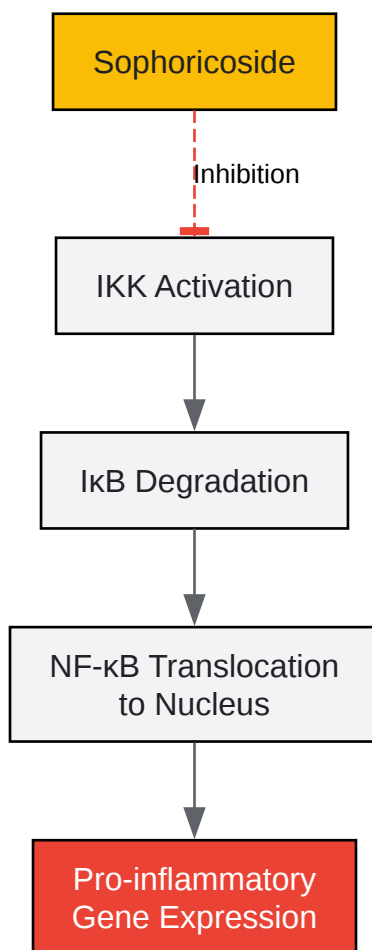 Sophoricoside
Inhibition
IKK Activation
IκB Degradation
NF-κB Translocation
to Nucleus
Pro-inflammatory
Gene Expression